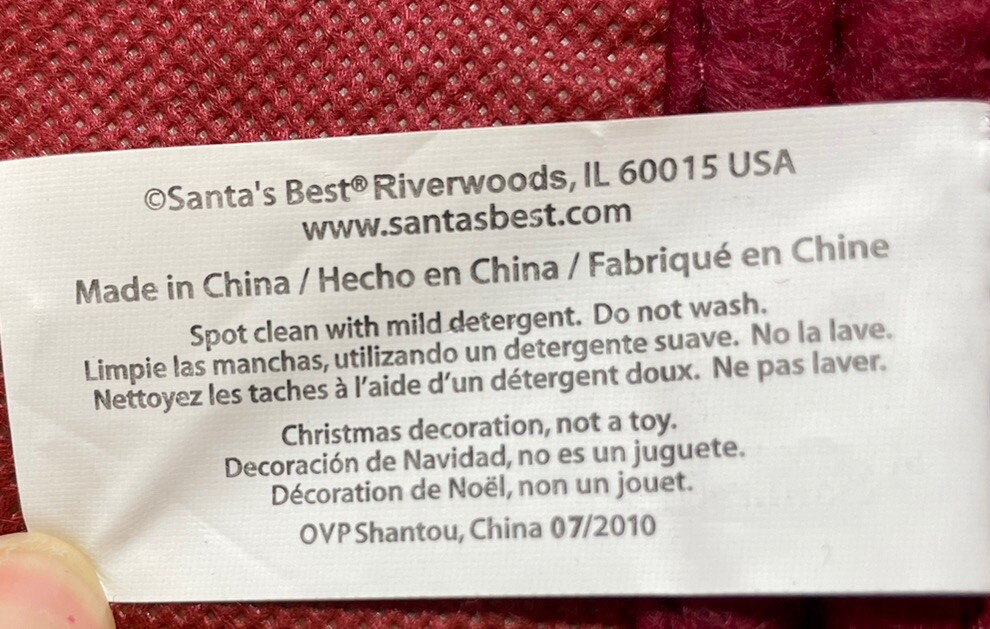 ©Santa's Best® Riverwoods, IL 60015 USA
www.santasbest.com
Made in China / Hecho en China / Fabriqué en Chine
Spot clean with mild detergent. Do not wash.
Limpie las manchas, utilizando un detergente suave. No la lave.
Nettoyez les taches à l'aide d'un détergent doux. Ne pas laver.
Christmas decoration, not a toy.
Decoración de Navidad, no es un juguete.
Décoration de Noël, non un jouet.
OVP Shantou, China 07/2010